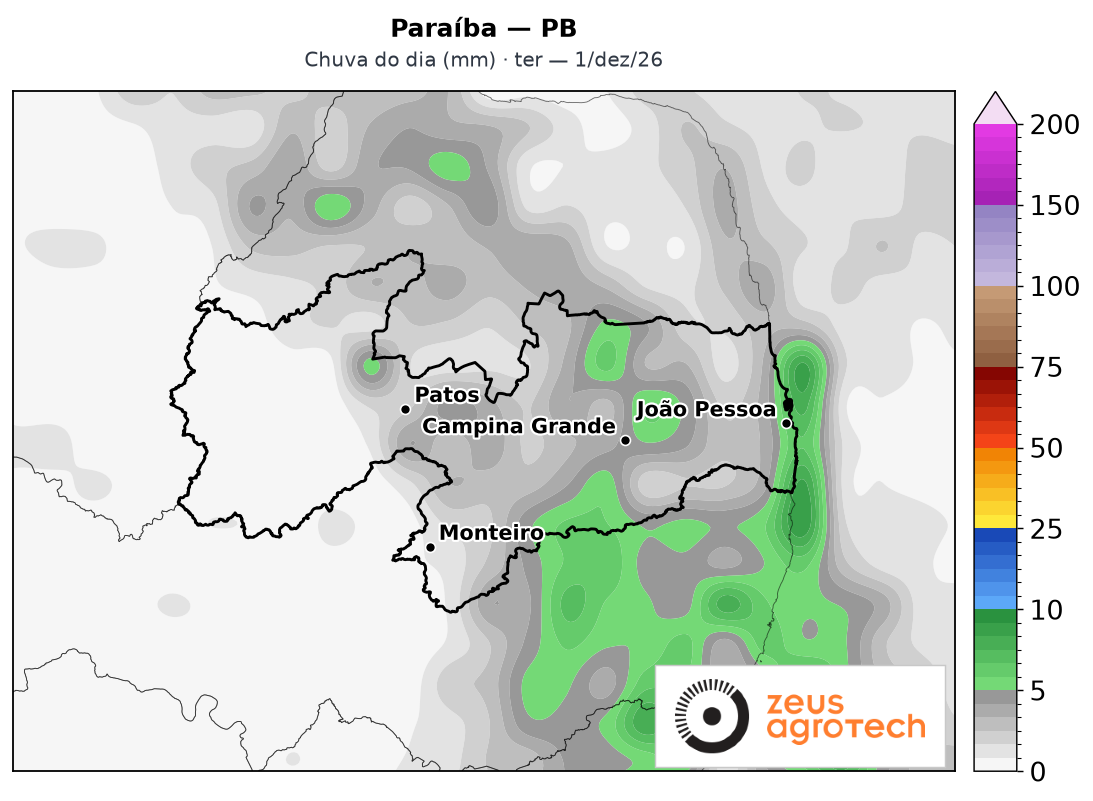 Paraíba — PB
Chuva do dia (mm) · ter — 1/dez/26
200
150
100
75
50
25
10
5
0
Patos
João Pessoa
Campina Grande
Monteiro
zeus
agrotech